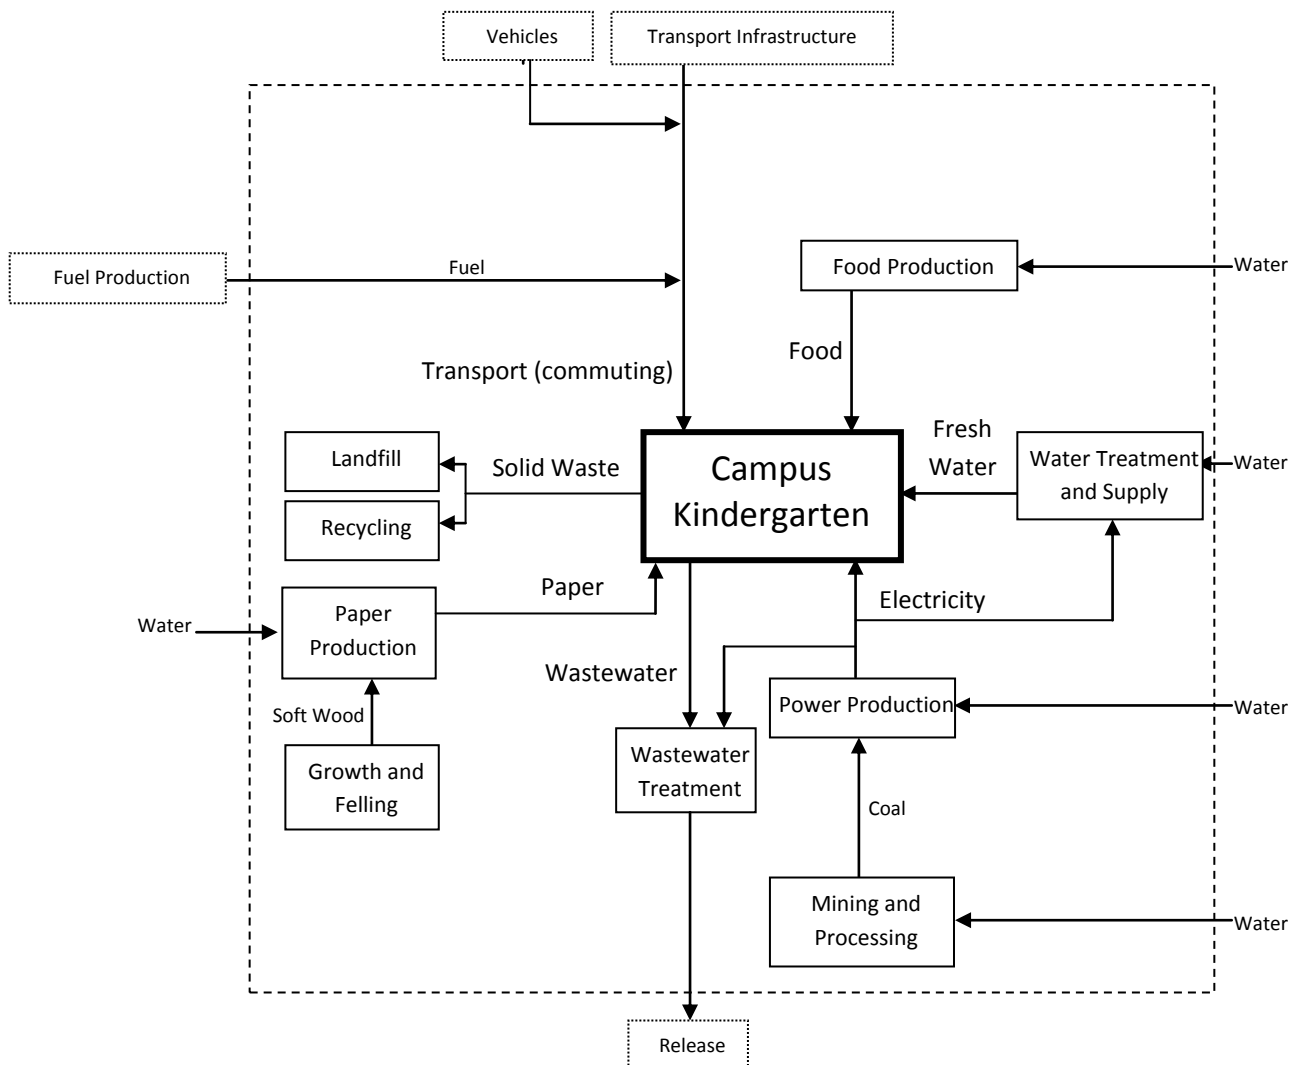 Vehicles
Transport Infrastructure
Fuel Production
Fuel
Food Production
Water
Food
Transport (commuting)
Landfill
Recycling
Solid Waste
Campus
Kindergarten
Fresh
Water
Water Treatment
and Supply
Water
Paper
Electricity
Water
Paper
Production
Soft Wood
Growth and
Felling
Wastewater
Wastewater
Treatment
Power Production
Water
Coal
Mining and
Processing
Water
Release